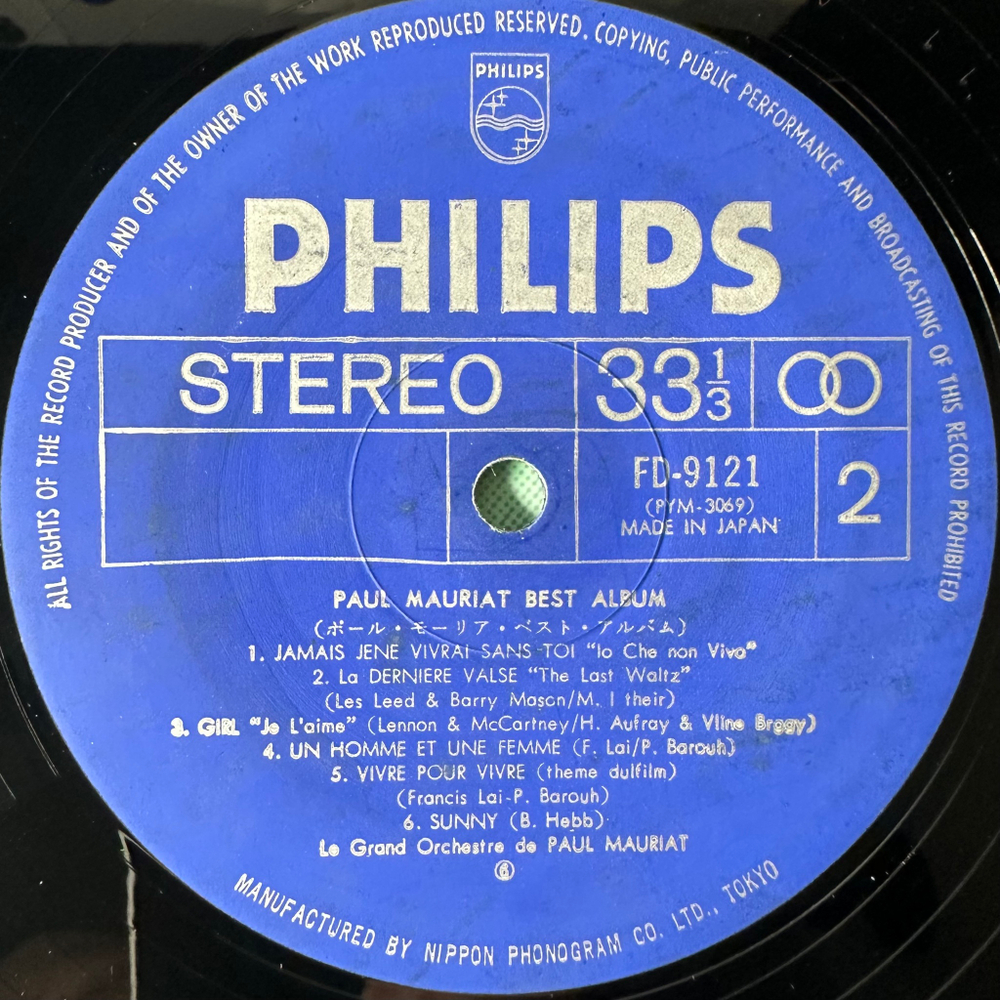 ALL RIGHTS OF THE RECORD PRODUCER AND OF THE OWNER OF THE WORK REPRODUCED RESERVED. COPYING, PUBLIC PERFORMANCE AND BROADCASTING OF THIS RECORD PROHIBITED
PHILIPS
PHILIPS
STEREO 33 1/3
FD-9121
(PYM-3069)
MADE IN JAPAN
2
PAUL MAURIAT BEST ALBUM
(ポール・モーリア・ベスト・アルバム)
1. JAMAIS JENE VIVRAI SANS TOI "Io Che non Vivo"
2. La DERNIERE VALSE "The Last Waltz"
(Les Leed & Barry Mason/M. I their)
3. GIRL "Je L'aime" (Lennon & McCartney/H. Aufray & Vline Brggy)
4. UN HOMME ET UNE FEMME (F. Lai/P. Barouh)
5. VIVRE POUR VIVRE (theme dulfilm)
(Francis Lai-P. Barouh)
6. SUNNY (B. Hebb)
Le Grand Orchestre de PAUL MAURIAT
MANUFACTURED BY NIPPON PHONOGRAM CO. LTD., TOKYO